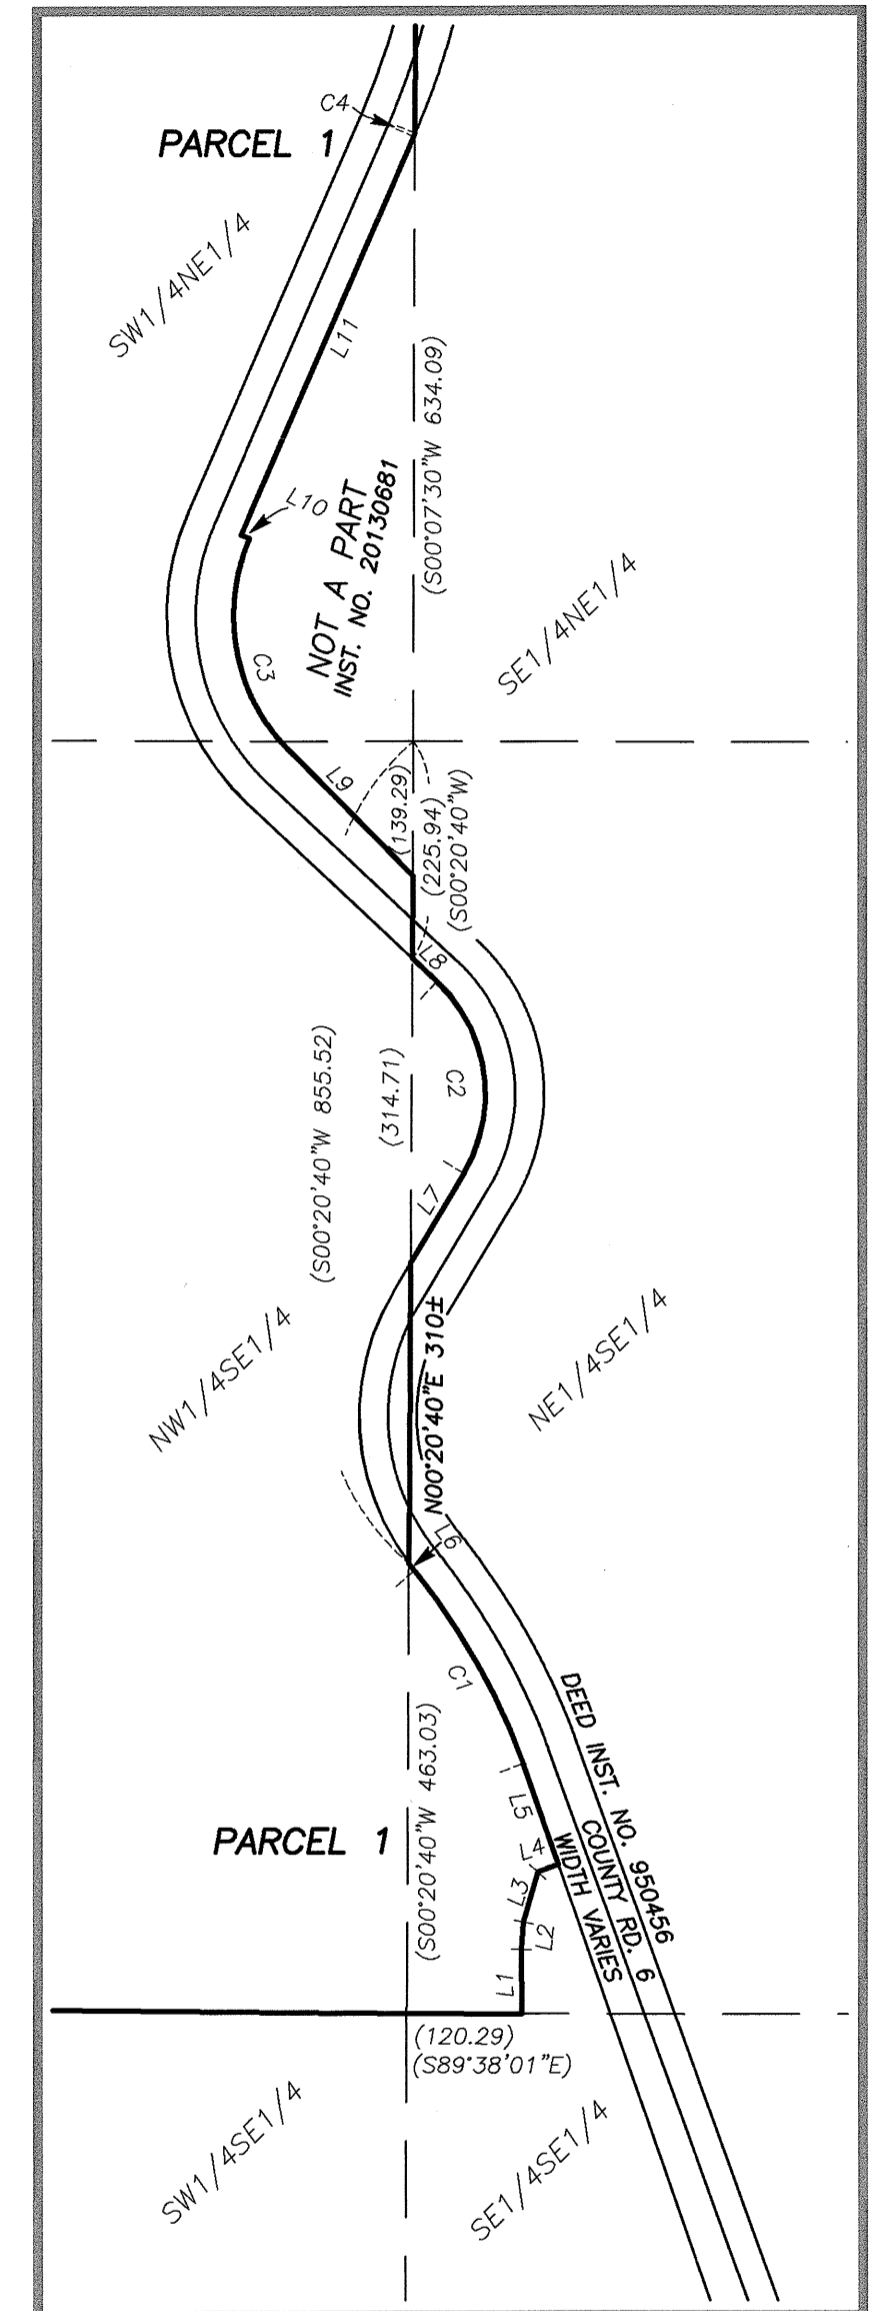 C4
PARCEL 1
SW1/4NE1/4
L11
(S00°07'30"W 634.09)
L10
NOT A PART
INST. NO. 20130681
SE1/4NE1/4
C3
L9
(139.29)
(225.94)
(S00°20'40"W)
L8
C2
(314.71)
(S00°20'40"W 855.52)
L7
N00°20'40"E 310±
NW1/4SE1/4
NE1/4SE1/4
L6
C1
DEED INST. NO. 950456
COUNTY RD. 6
WIDTH VARIES
(S00°20'40"W 463.03)
L5
PARCEL 1
L4
L3
L2
L1
(120.29)
(S89°38'01"E)
SW1/4SE1/4
SE1/4SE1/4